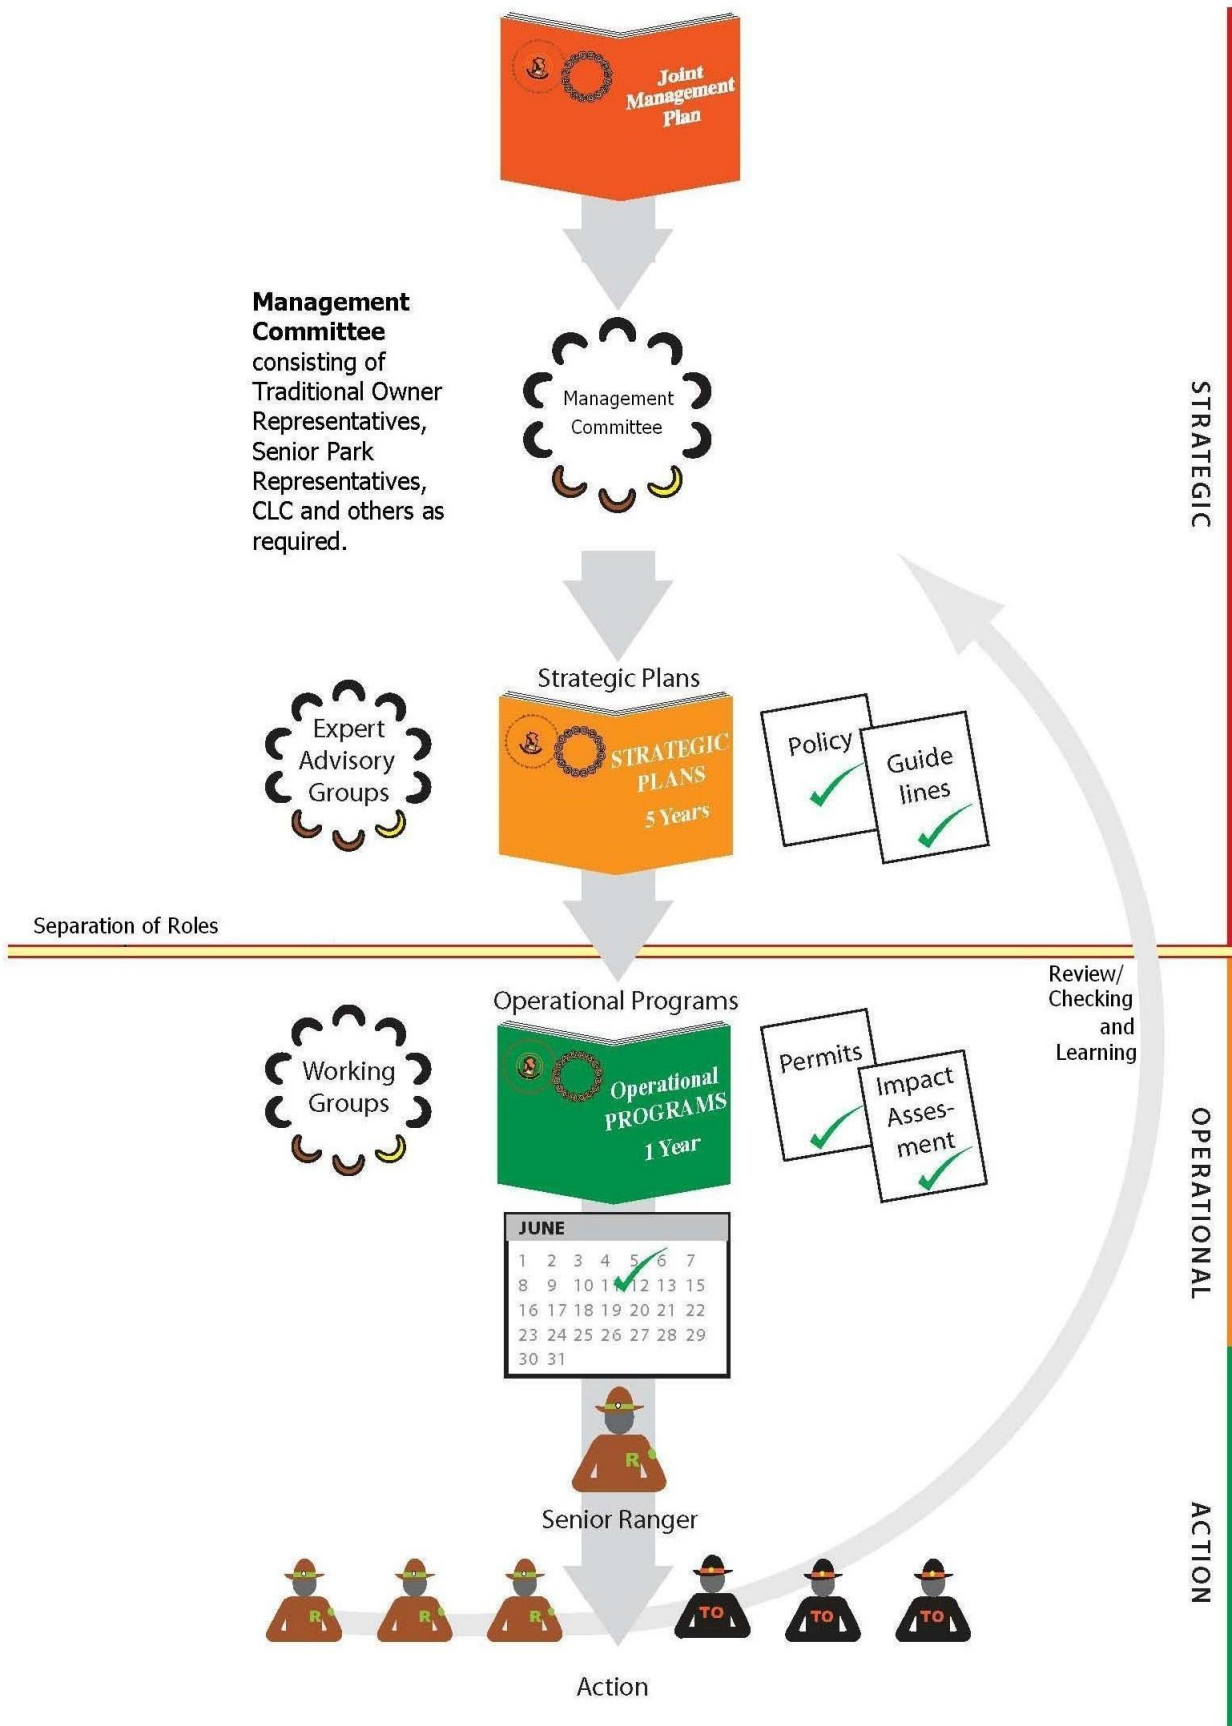 Joint
Management
Plan
Management
Committee
consisting of
Traditional Owner
Representatives,
Senior Park
Representatives,
CLC and others as
required.
Management
Committee
STRATEGIC
Strategic Plans
Expert
Advisory
Groups
STRATEGIC
PLANS
5 Years
Policy
Guide
lines
Separation of Roles
Review/
Checking
and
Learning
Operational Programs
Working
Groups
Operational
PROGRAMS
1 Year
Permits
Impact
Asses-
ment
OPERATIONAL
JUNE
1 2 3 4 5 6 7
8 9 10 11 12 13 15
16 17 18 19 20 21 22
23 24 25 26 27 28 29
30 31
R
Senior Ranger
ACTION
R R R TO TO TO
Action